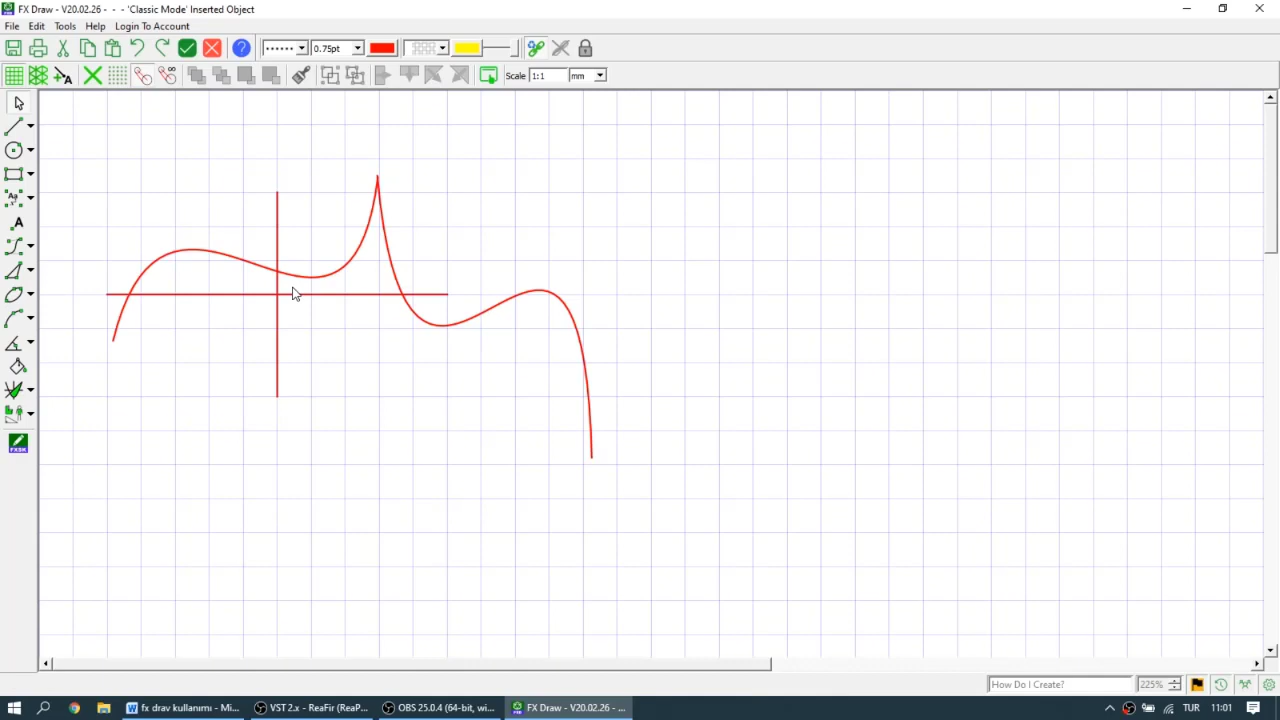 FX Draw - V20.02.26 - - - 'Classic Mode' Inserted Object
File Edit Tools Help Login To Account
0.75pt
A Scale 1:1 mm
A
FX3N
How Do I Create? 225%
fx drav kullanımı - Mi... VST 2.x - ReaFir (ReaP... OBS 25.0.4 (64-bit, wi... FX Draw - V20.02.26 - ... TUR 11:01